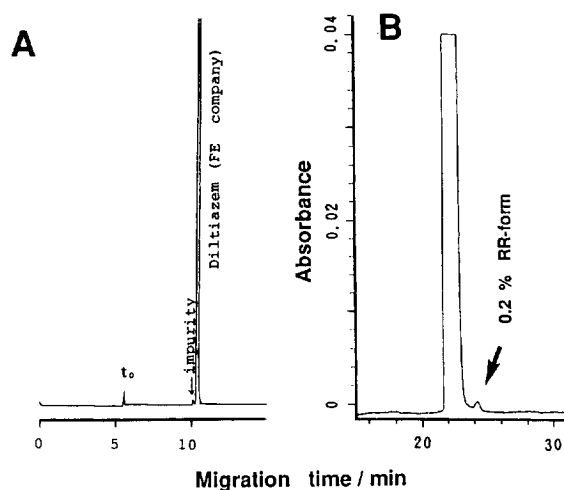 A
t₀
impurity
Diltiazem (FE company)
0
5
10
B
Absorbance
0.04
0.02
0
0.2 % RR-form
20
30
Migration time / min